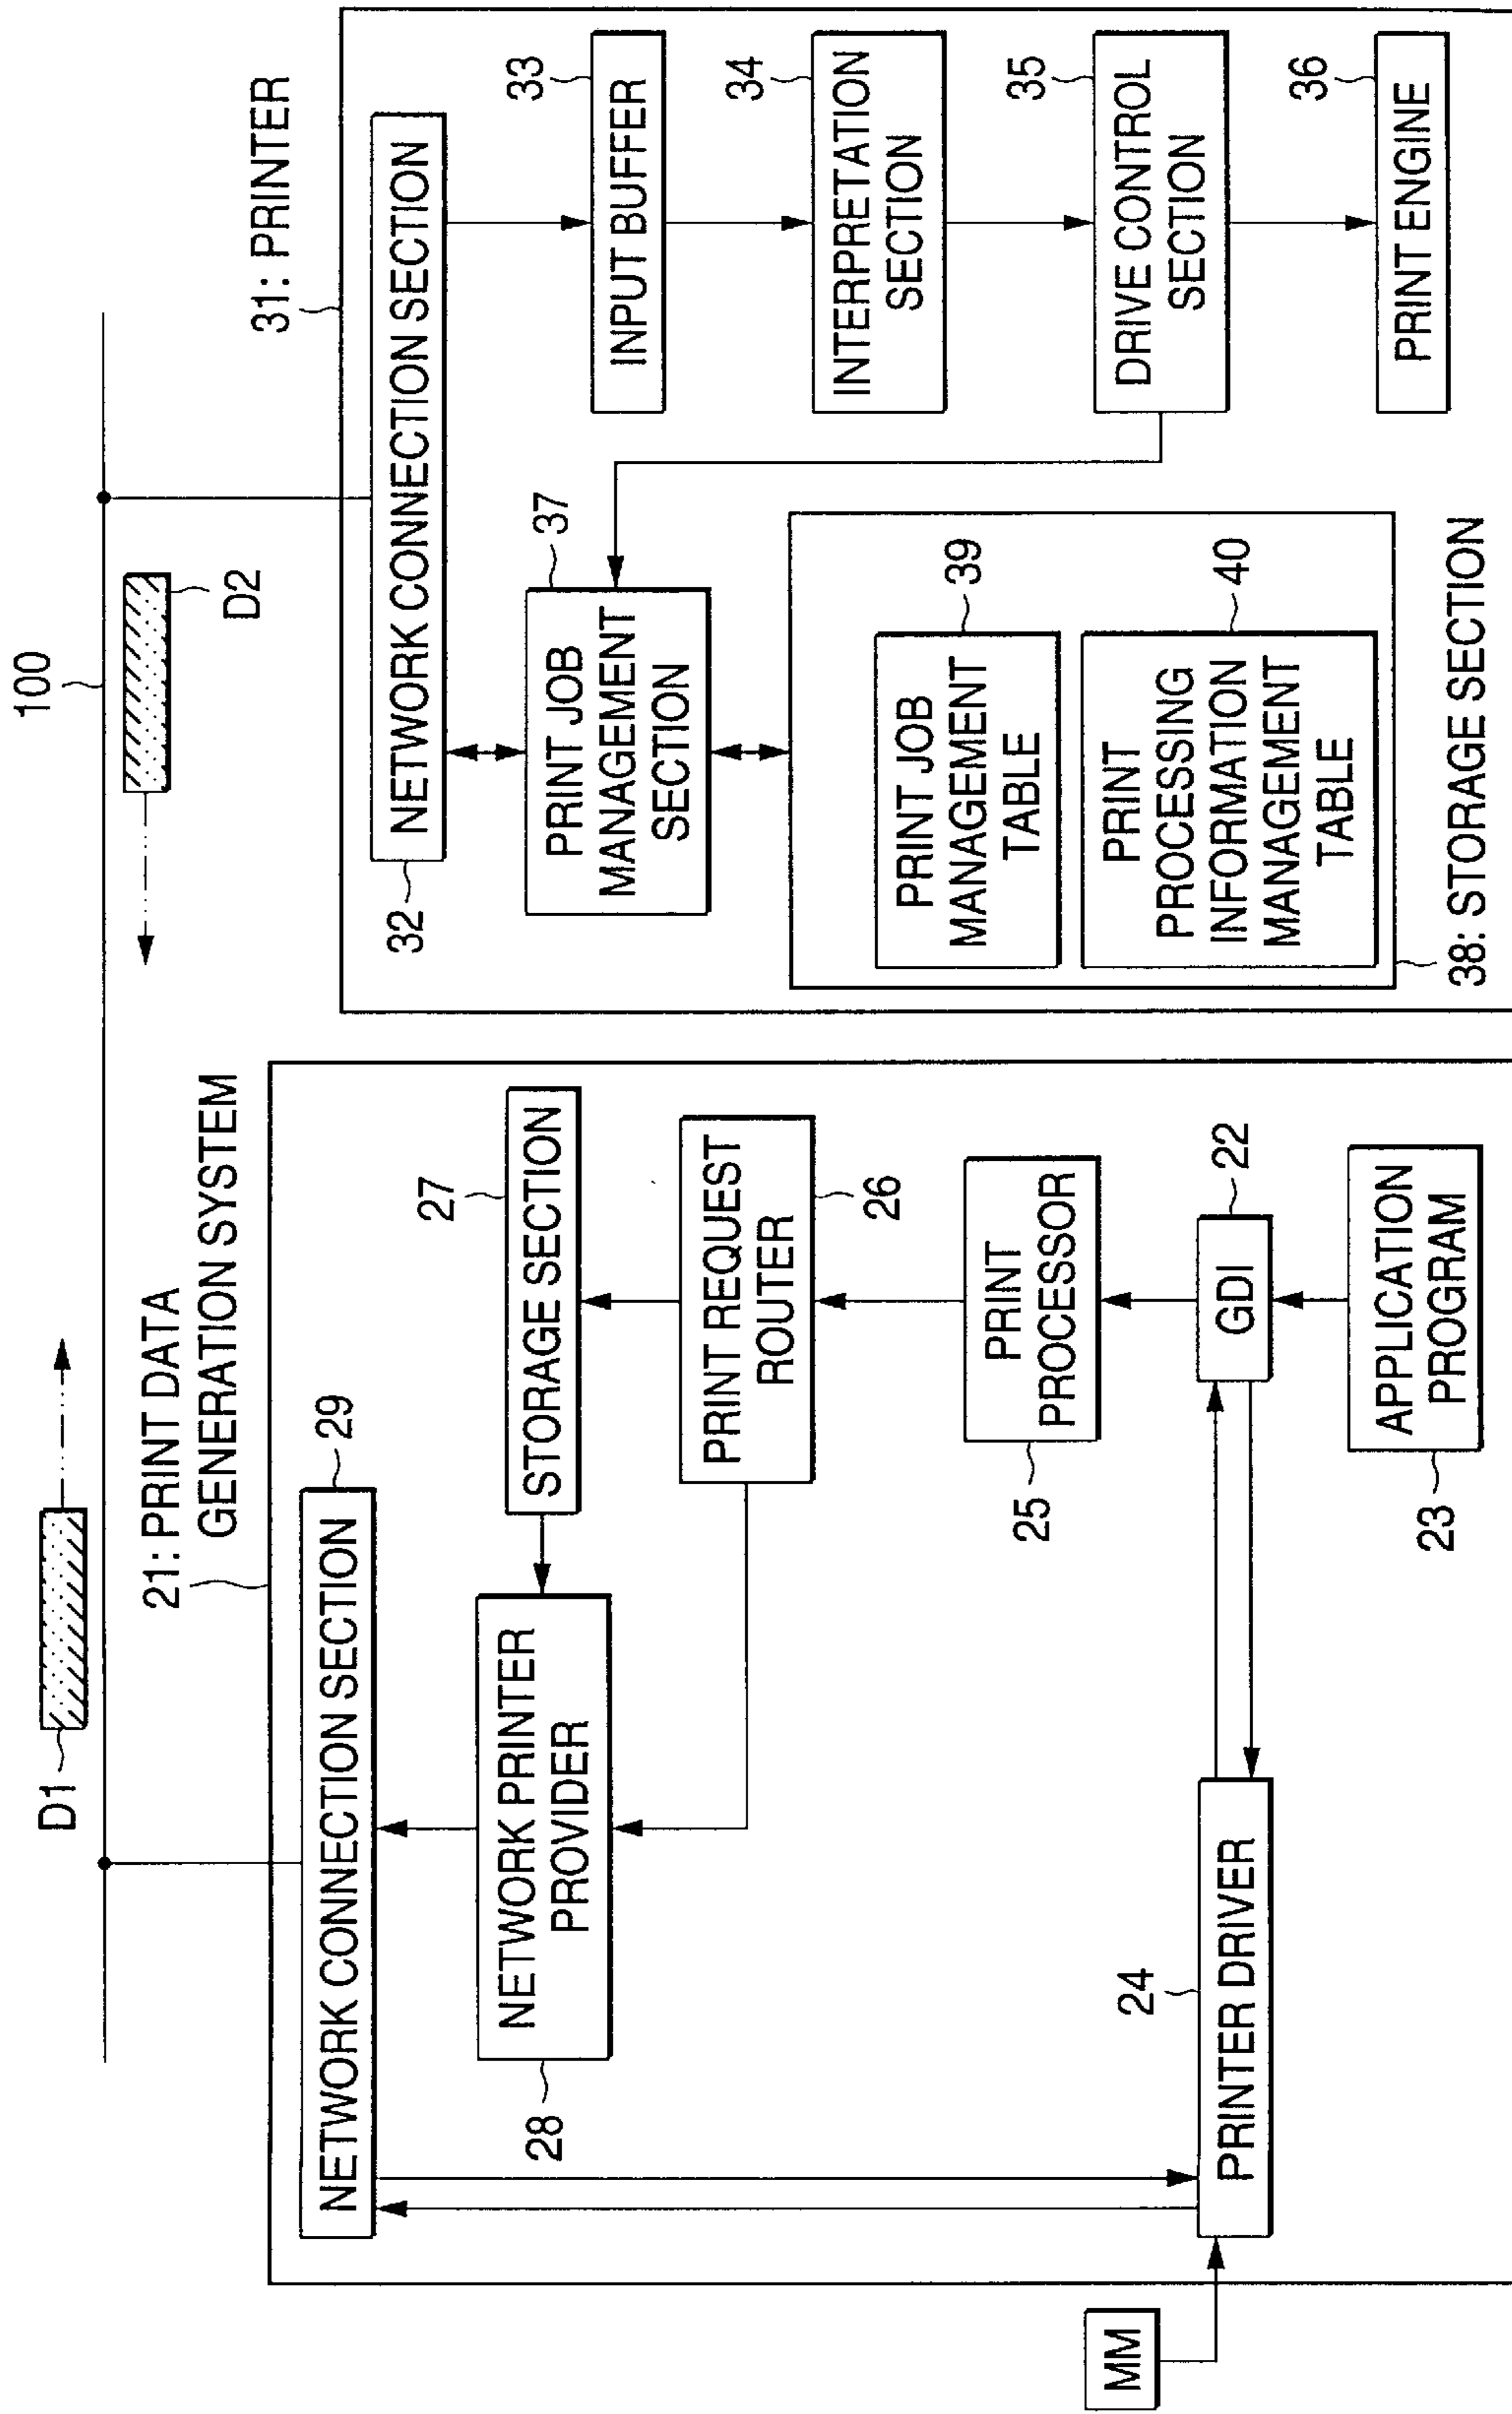 100
D1
D2
21: PRINT DATA
GENERATION SYSTEM
29
NETWORK CONNECTION SECTION
27
STORAGE SECTION
NETWORK PRINTER
PROVIDER
28
PRINT REQUEST
ROUTER
26
PRINT
PROCESSOR
25
24
PRINTER DRIVER
GDI
22
MM
APPLICATION
PROGRAM
23
31: PRINTER
NETWORK CONNECTION SECTION
32
37
PRINT JOB
MANAGEMENT
SECTION
33
INPUT BUFFER
34
INTERPRETATION
SECTION
35
DRIVE CONTROL
SECTION
36
PRINT ENGINE
39
PRINT JOB
MANAGEMENT
TABLE
40
PRINT
PROCESSING
INFORMATION
MANAGEMENT
TABLE
38: STORAGE SECTION